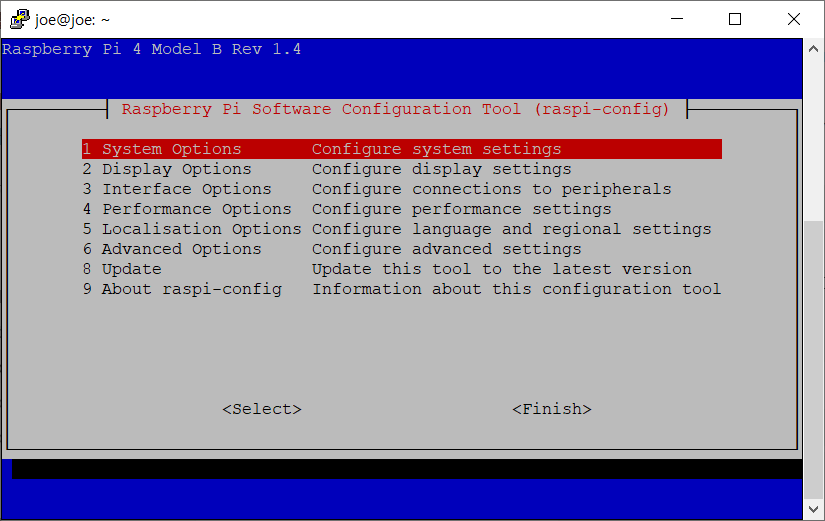 joe@joe: ~
Raspberry Pi 4 Model B Rev 1.4
Raspberry Pi Software Configuration Tool (raspi-config)
1 System Options       Configure system settings
2 Display Options      Configure display settings
3 Interface Options    Configure connections to peripherals
4 Performance Options  Configure performance settings
5 Localisation Options Configure language and regional settings
6 Advanced Options     Configure advanced settings
8 Update               Update this tool to the latest version
9 About raspi-config   Information about this configuration tool
<Select>                     <Finish>